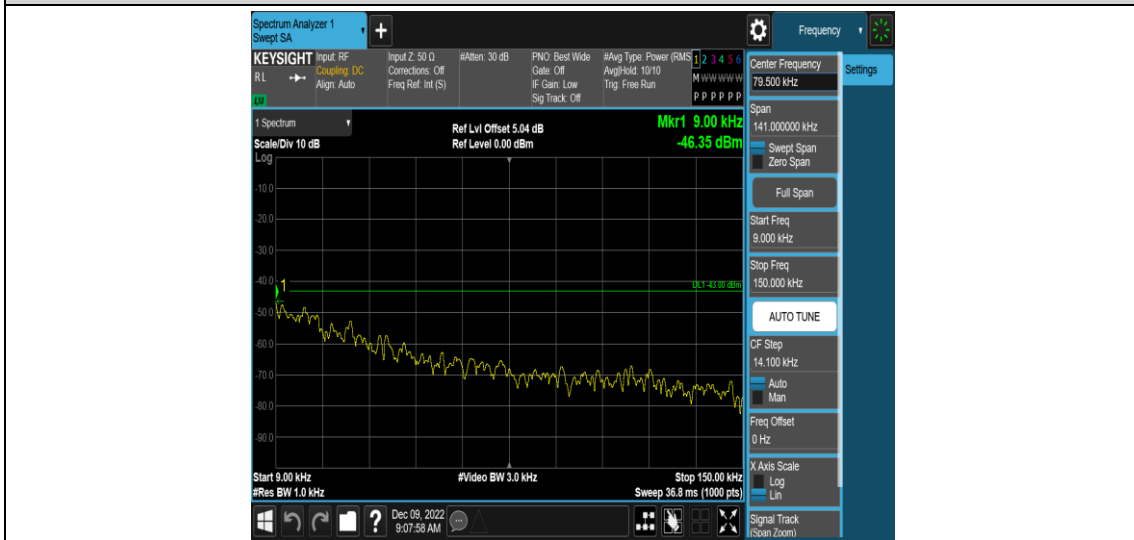 Spectrum Analyzer 1
Swept SA
+
Frequency
KEYSIGHT
RL
LXI
Input: RF
Coupling: DC
Align: Auto
Input Z: 50 Ω
Corrections: Off
Freq Ref: Int (S)
#Atten: 30 dB
PNO: Best Wide
Gate: Off
IF Gain: Low
Sig Track: Off
#Avg Type: Power (RMS
Avg|Hold: 10/10
Trig: Free Run
1 2 3 4 5 6
M W W W W W
P P P P P P
Center Frequency
79.500 kHz
Settings
Span
141.000000 kHz
Swept Span
Zero Span
Full Span
Start Freq
9.000 kHz
Stop Freq
150.000 kHz
AUTO TUNE
CF Step
14.100 kHz
Auto
Man
Freq Offset
0 Hz
X Axis Scale
Log
Lin
Signal Track
(Span Zoom)
1 Spectrum
Scale/Div 10 dB
Log
Ref Lvl Offset 5.04 dB
Ref Level 0.00 dBm
Mkr1 9.00 kHz
-46.35 dBm
-10.0
-20.0
-30.0
-40.0
1
DL1 -43.00 dBm
-50.0
-60.0
-70.0
-80.0
-90.0
Start 9.00 kHz
#Res BW 1.0 kHz
#Video BW 3.0 kHz
Stop 150.00 kHz
Sweep 36.8 ms (1000 pts)
?
Dec 09, 2022
9:07:58 AM